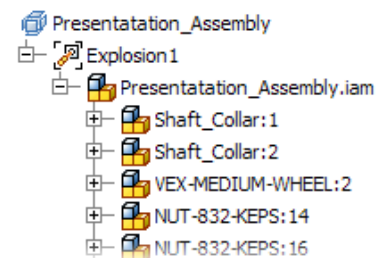 Presentatation_Assembly
Explosion1
Presentatation_Assembly.iam
Shaft_Collar:1
Shaft_Collar:2
VEX-MEDIUM-WHEEL:2
NUT-832-KEPS:14
NUT-832-KEPS:16